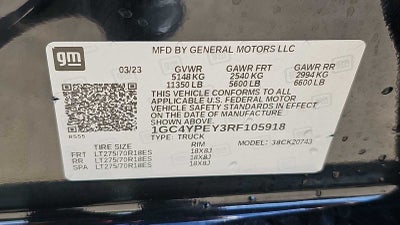 gm
MFD BY GENERAL MOTORS LLC
03/23 GVWR GAWR FRT GAWR RR
5148 KG 2540 KG 2994 KG
11350 LB 5600 LB 6600 LB
THIS VEHICLE CONFORMS TO ALL
APPLICABLE U.S. FEDERAL MOTOR
VEHICLE SAFETY STANDARDS IN EFFECT
ON THE DATE OF MANUFACTURE SHOWN ABOVE.
1GC4YPEY3RF105918
TYPE: TRUCK MODEL: 38CK20743
TIRE SIZE RIM
FRT LT275/70R18ES 18X8J
RR LT275/70R18ES 18X8J
SPA LT275/70R18ES 18X8J